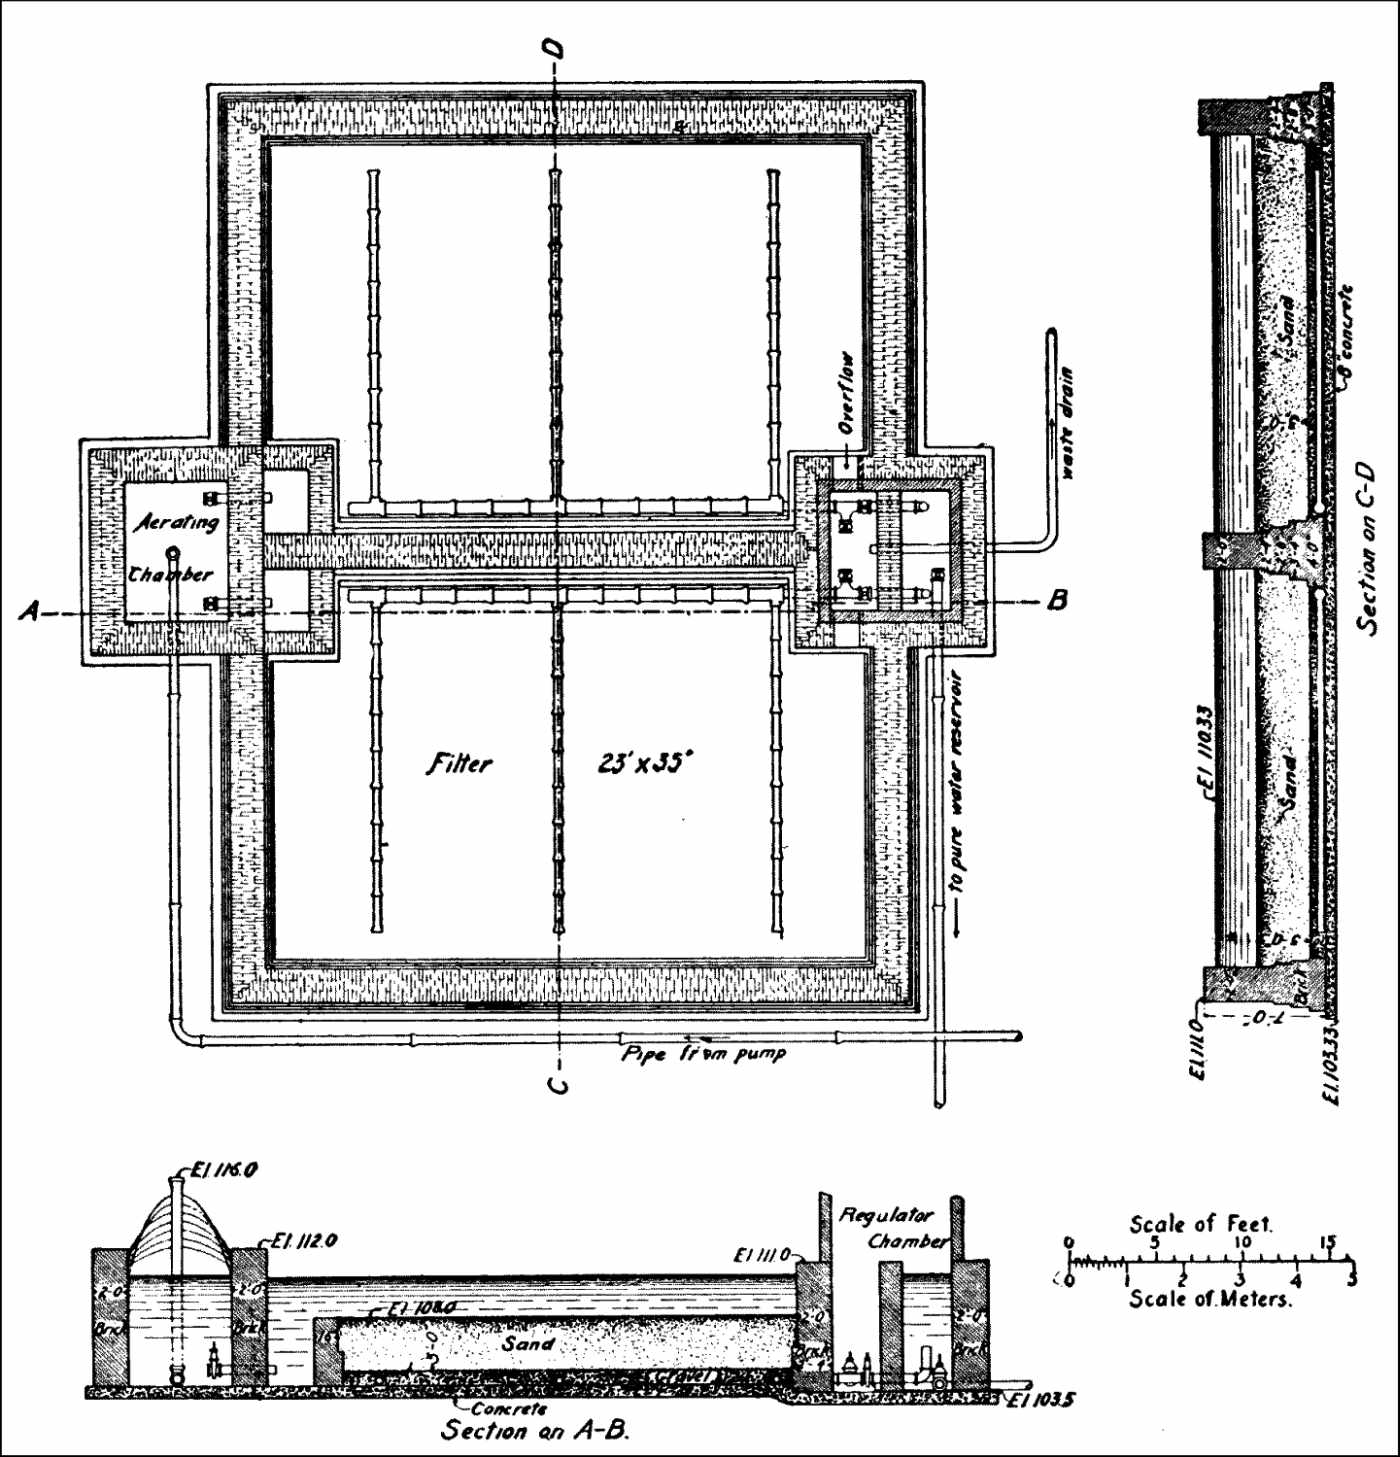 D
Overflow
waste drain
Aerating
Chamber
A
B
Filter 23' x 35'
to pure water reservoir
Pipe from pump
C
Sand
8" concrete
Section on C-D
El. 110.33
Sand
Brick
7'-0"
El. 111.0
El. 103.33
El. 116.0
El. 112.0
El. 111.0
Regulator
Chamber
El. 108.0
2'-0"
2'-0"
2'-0"
2'-0"
Brick
Brick
Sand
Brick
Brick
Gravel
Concrete
El. 103.5
Section on A-B.
Scale of Feet.
0 5 10 15
0 1 2 3 4 5
Scale of Meters.